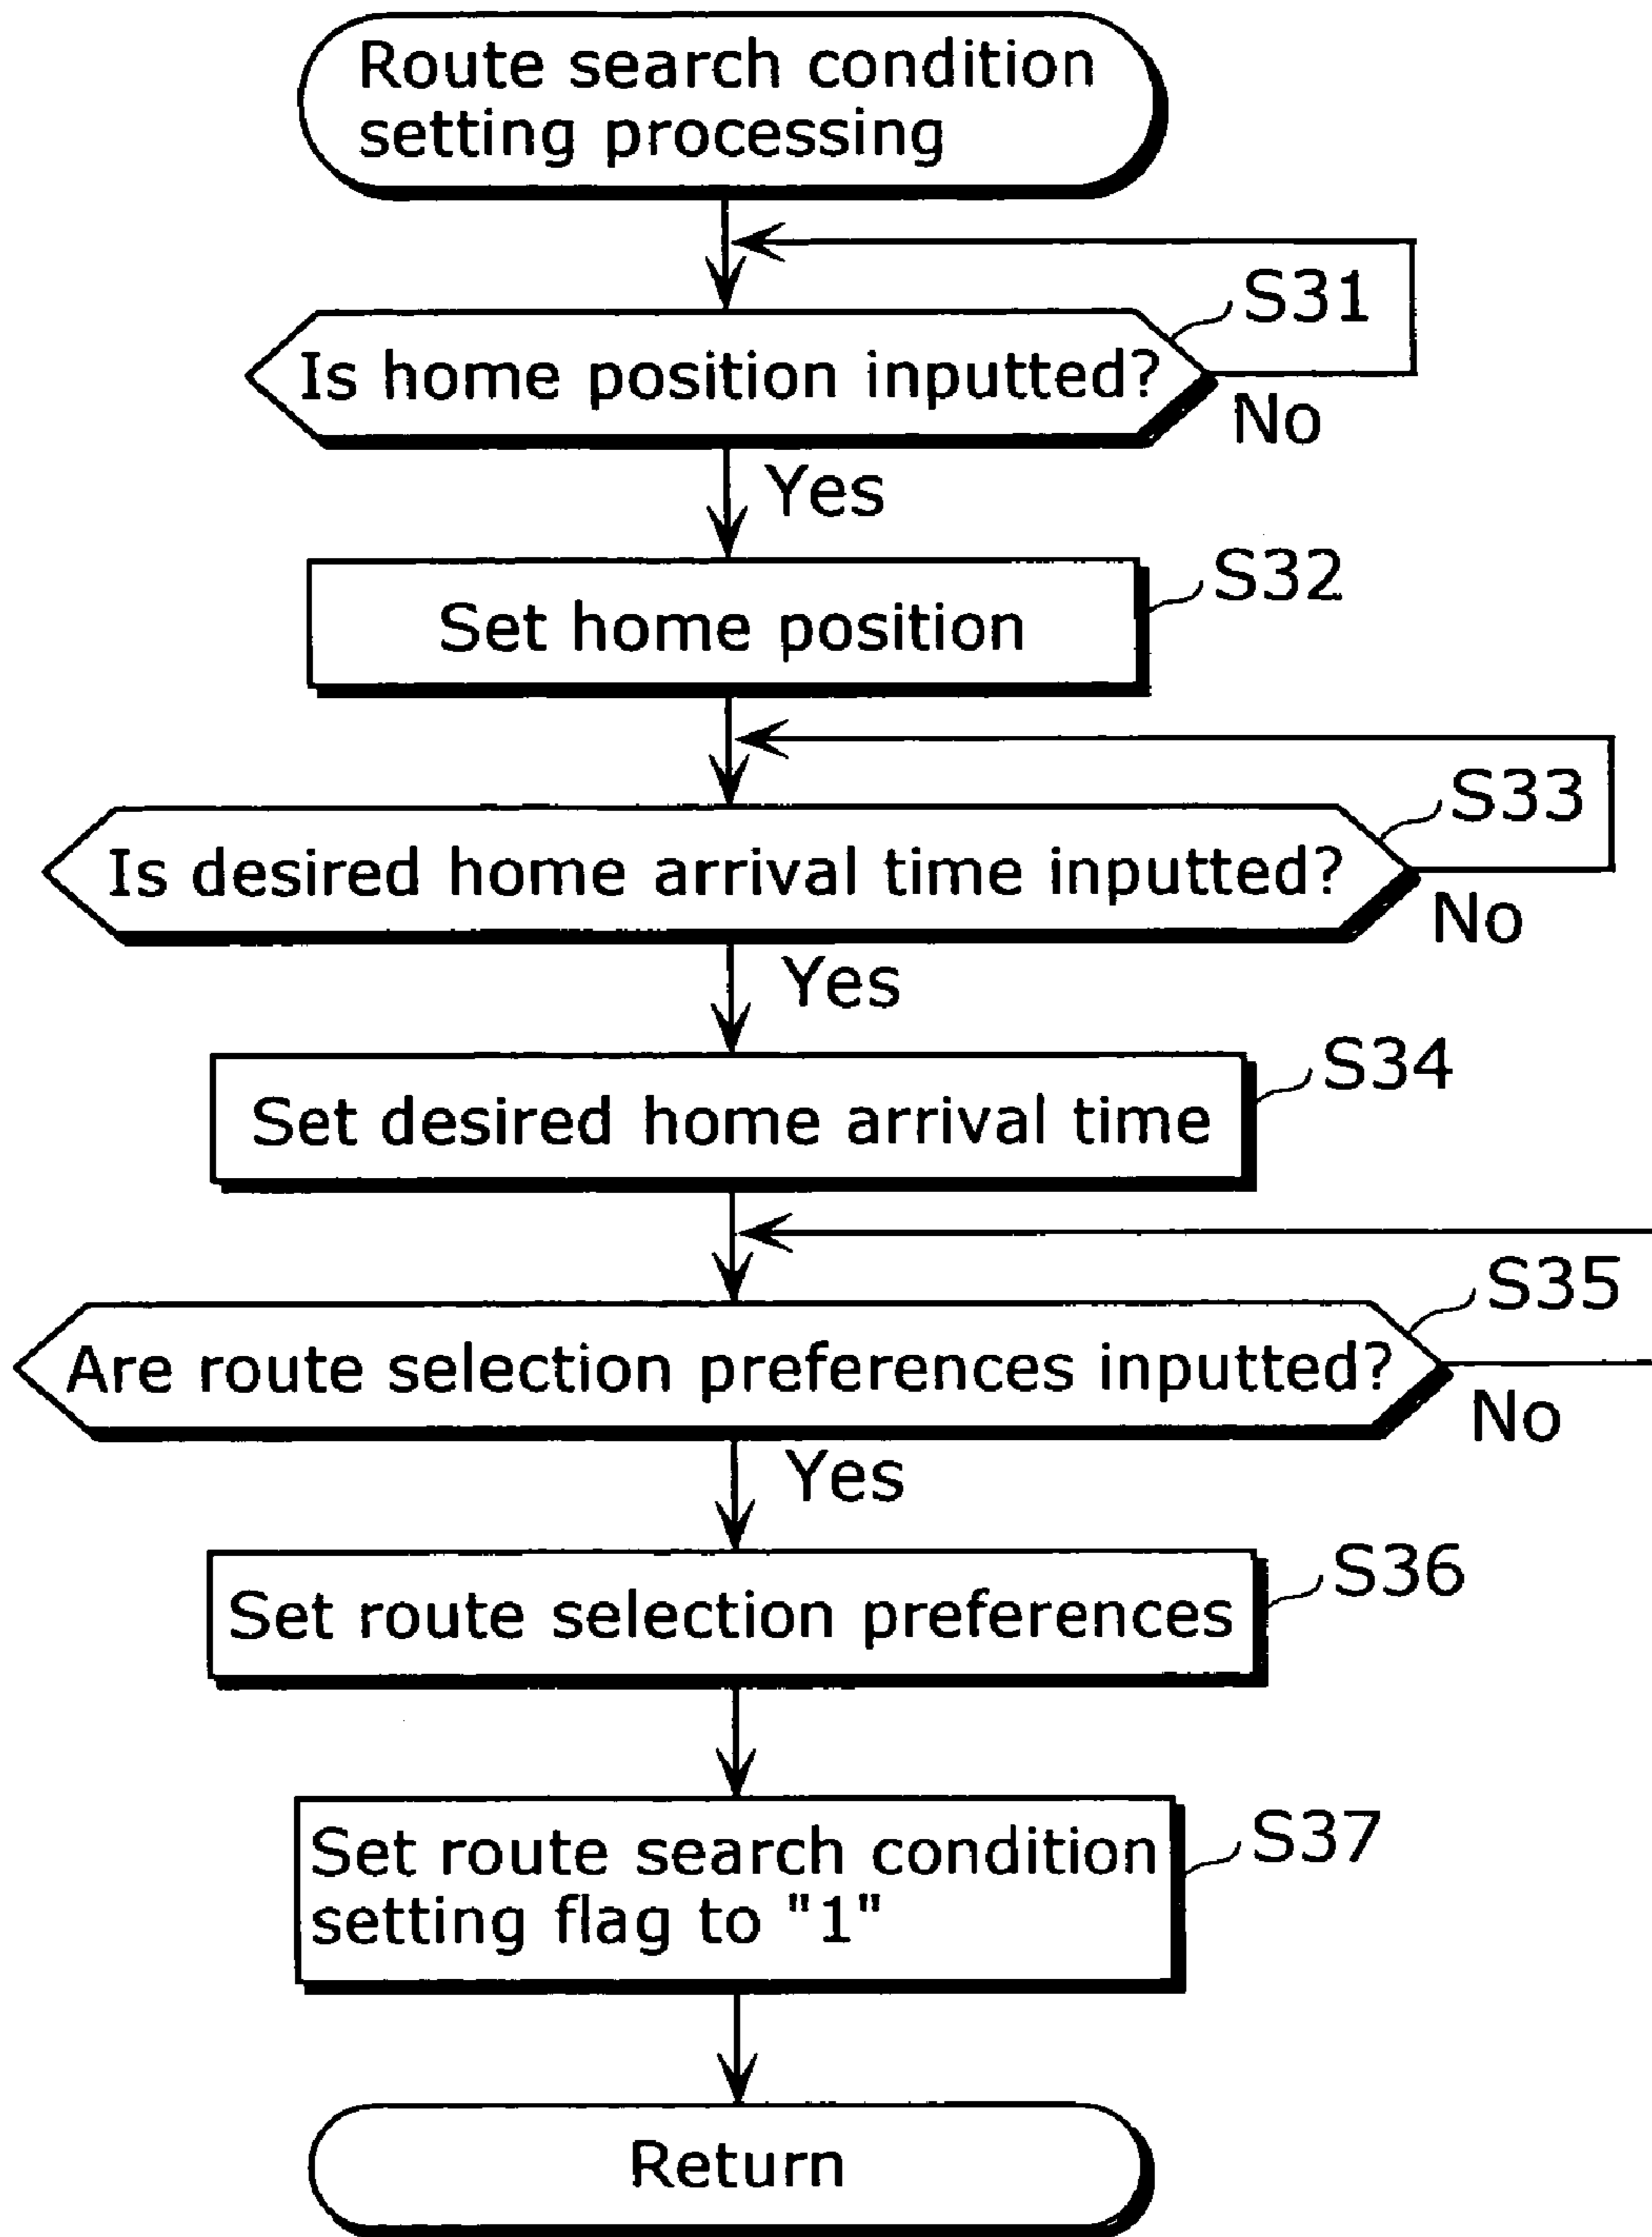 Route search condition
setting processing
S31
Is home position inputted?
No
Yes
S32
Set home position
S33
Is desired home arrival time inputted?
No
Yes
S34
Set desired home arrival time
S35
Are route selection preferences inputted?
No
Yes
S36
Set route selection preferences
S37
Set route search condition
setting flag to "1"
Return